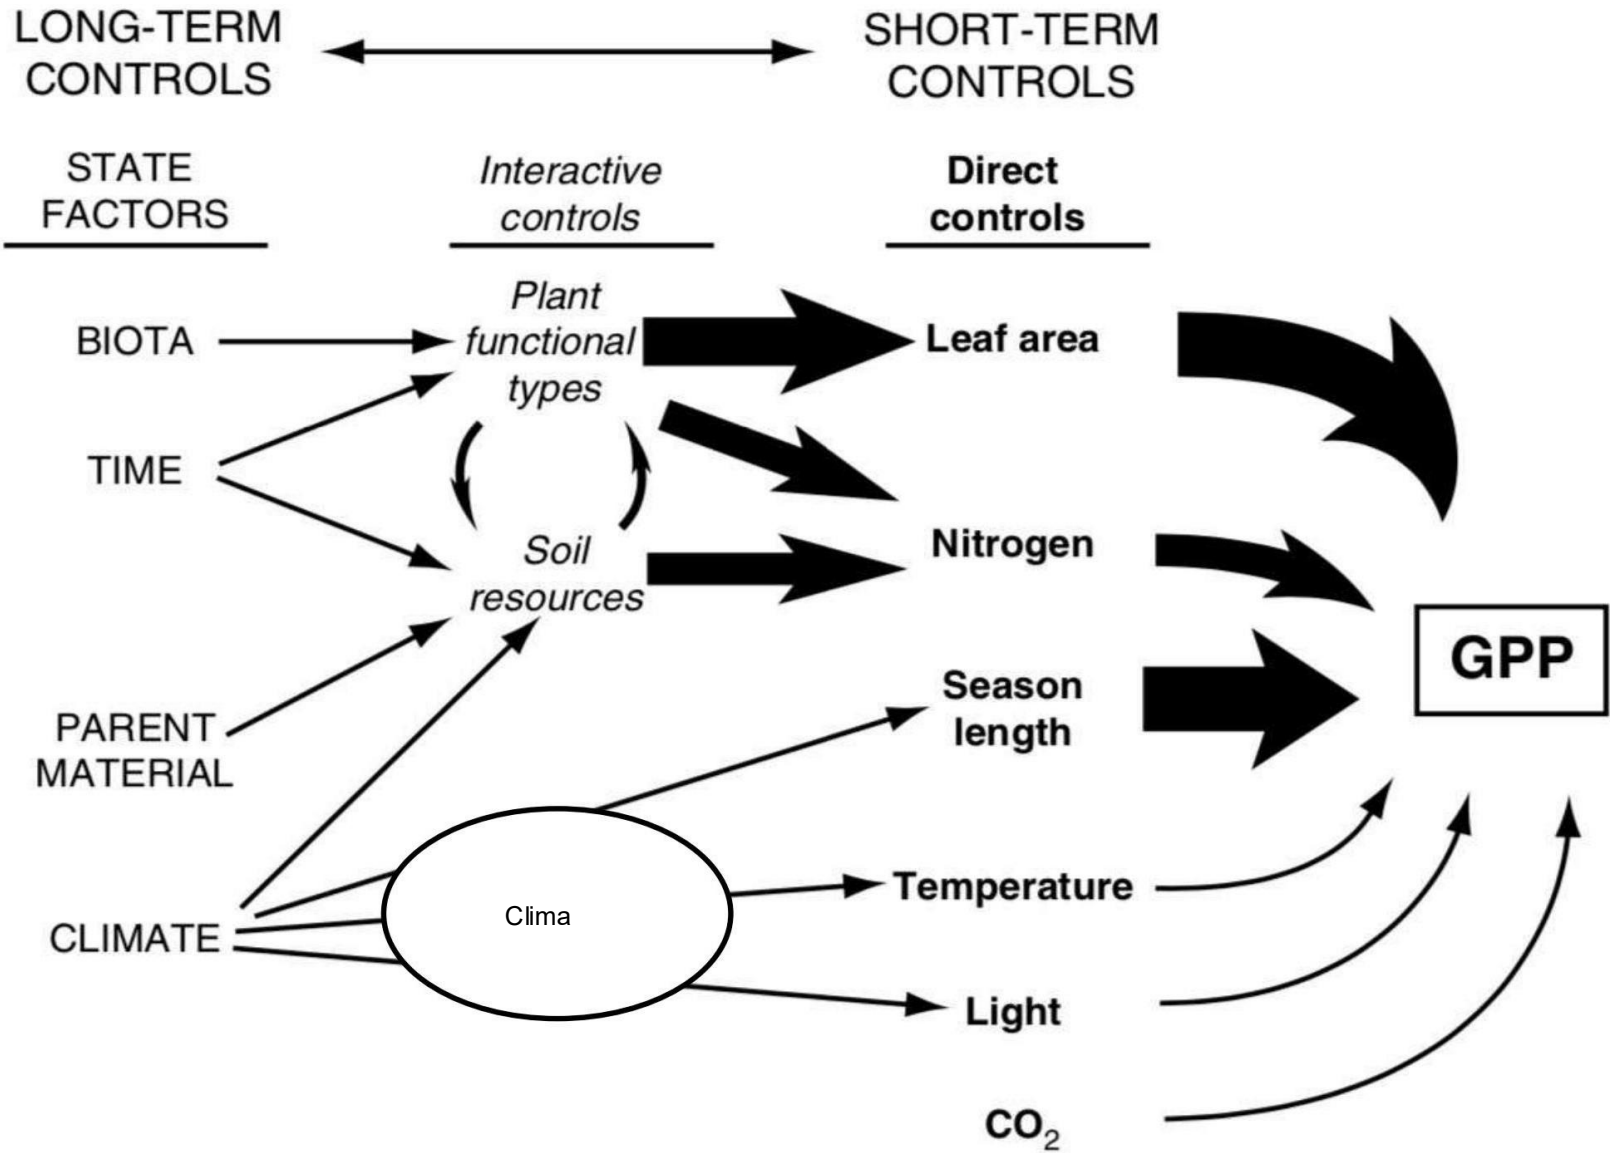 LONG-TERM
CONTROLS
SHORT-TERM
CONTROLS
STATE
FACTORS
Interactive
controls
Direct
controls
BIOTA
Plant
functional
types
Leaf area
TIME
Soil
resources
Nitrogen
GPP
PARENT
MATERIAL
Season
length
CLIMATE
Clima
Temperature
Light
CO₂